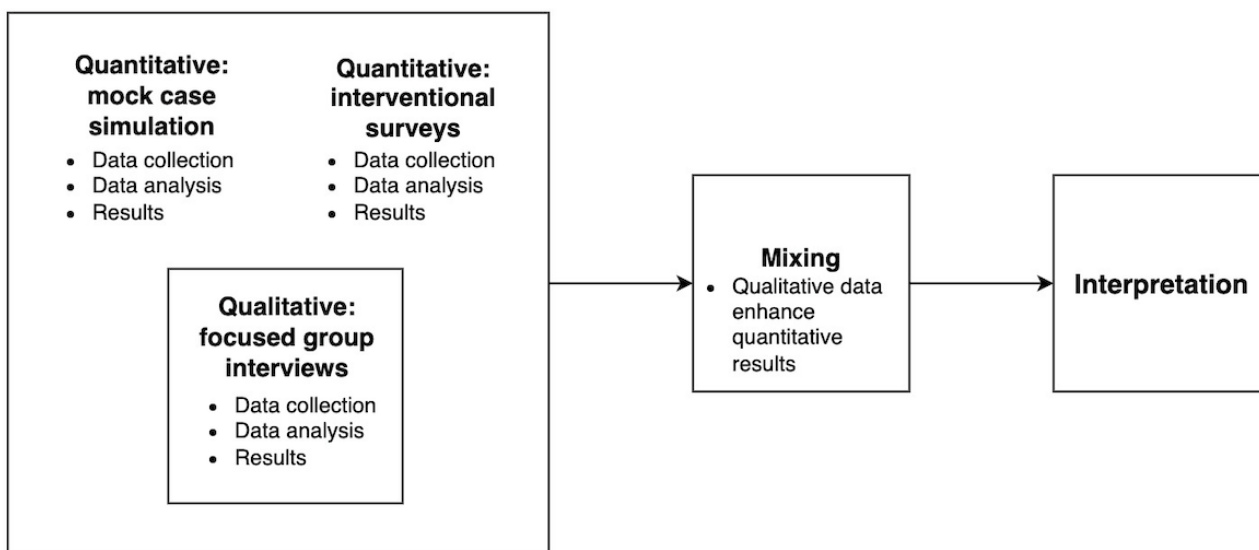 Quantitative:
mock case
simulation
• Data collection
• Data analysis
• Results
Quantitative:
interventional
surveys
• Data collection
• Data analysis
• Results
Qualitative:
focused group
interviews
• Data collection
• Data analysis
• Results
Mixing
• Qualitative data
enhance
quantitative
results
Interpretation